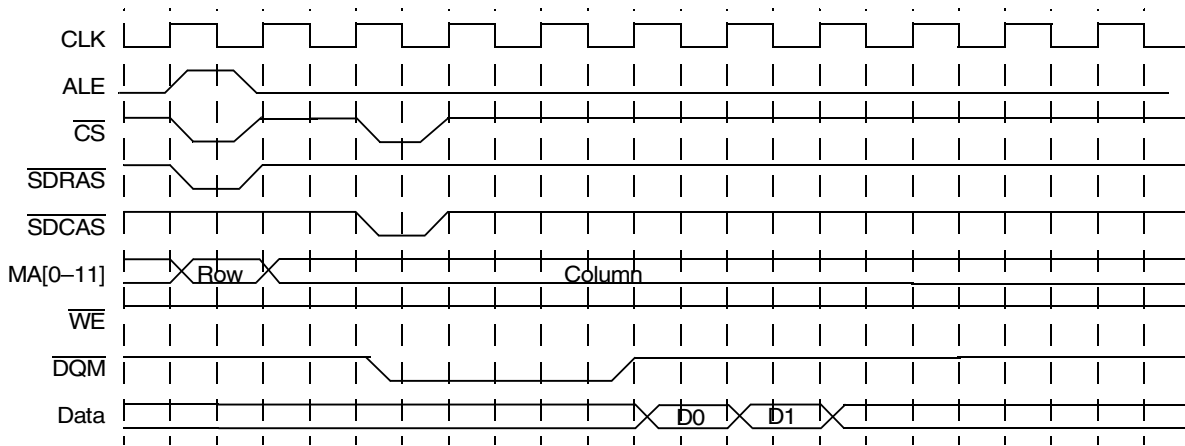 CLK
ALE
CS
SDRAS
SDCAS
MA[0–11] Row Column
WE
DQM
Data D0 D1